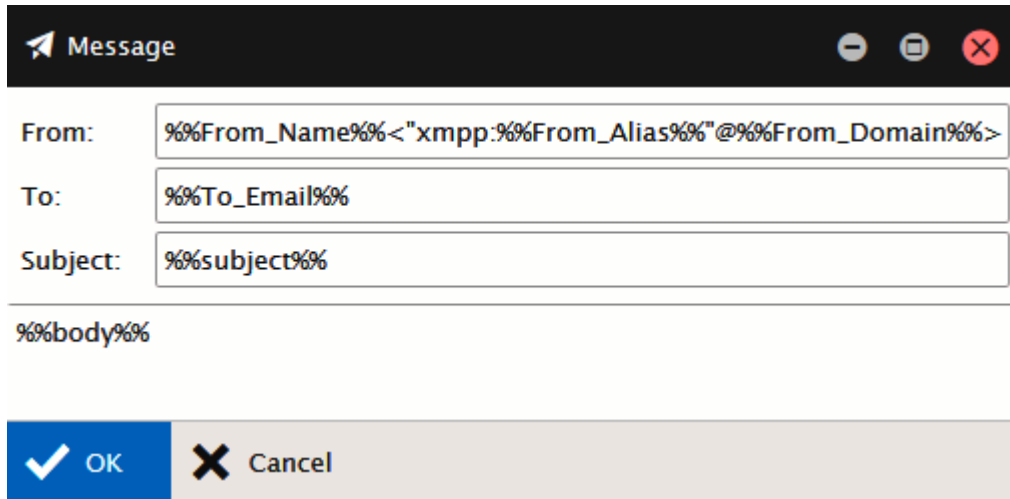 Message
From: %%From_Name%%<"xmpp:%%From_Alias%%"@%%From_Domain%%>
To: %%To_Email%%
Subject: %%subject%%
%%body%%
OK Cancel